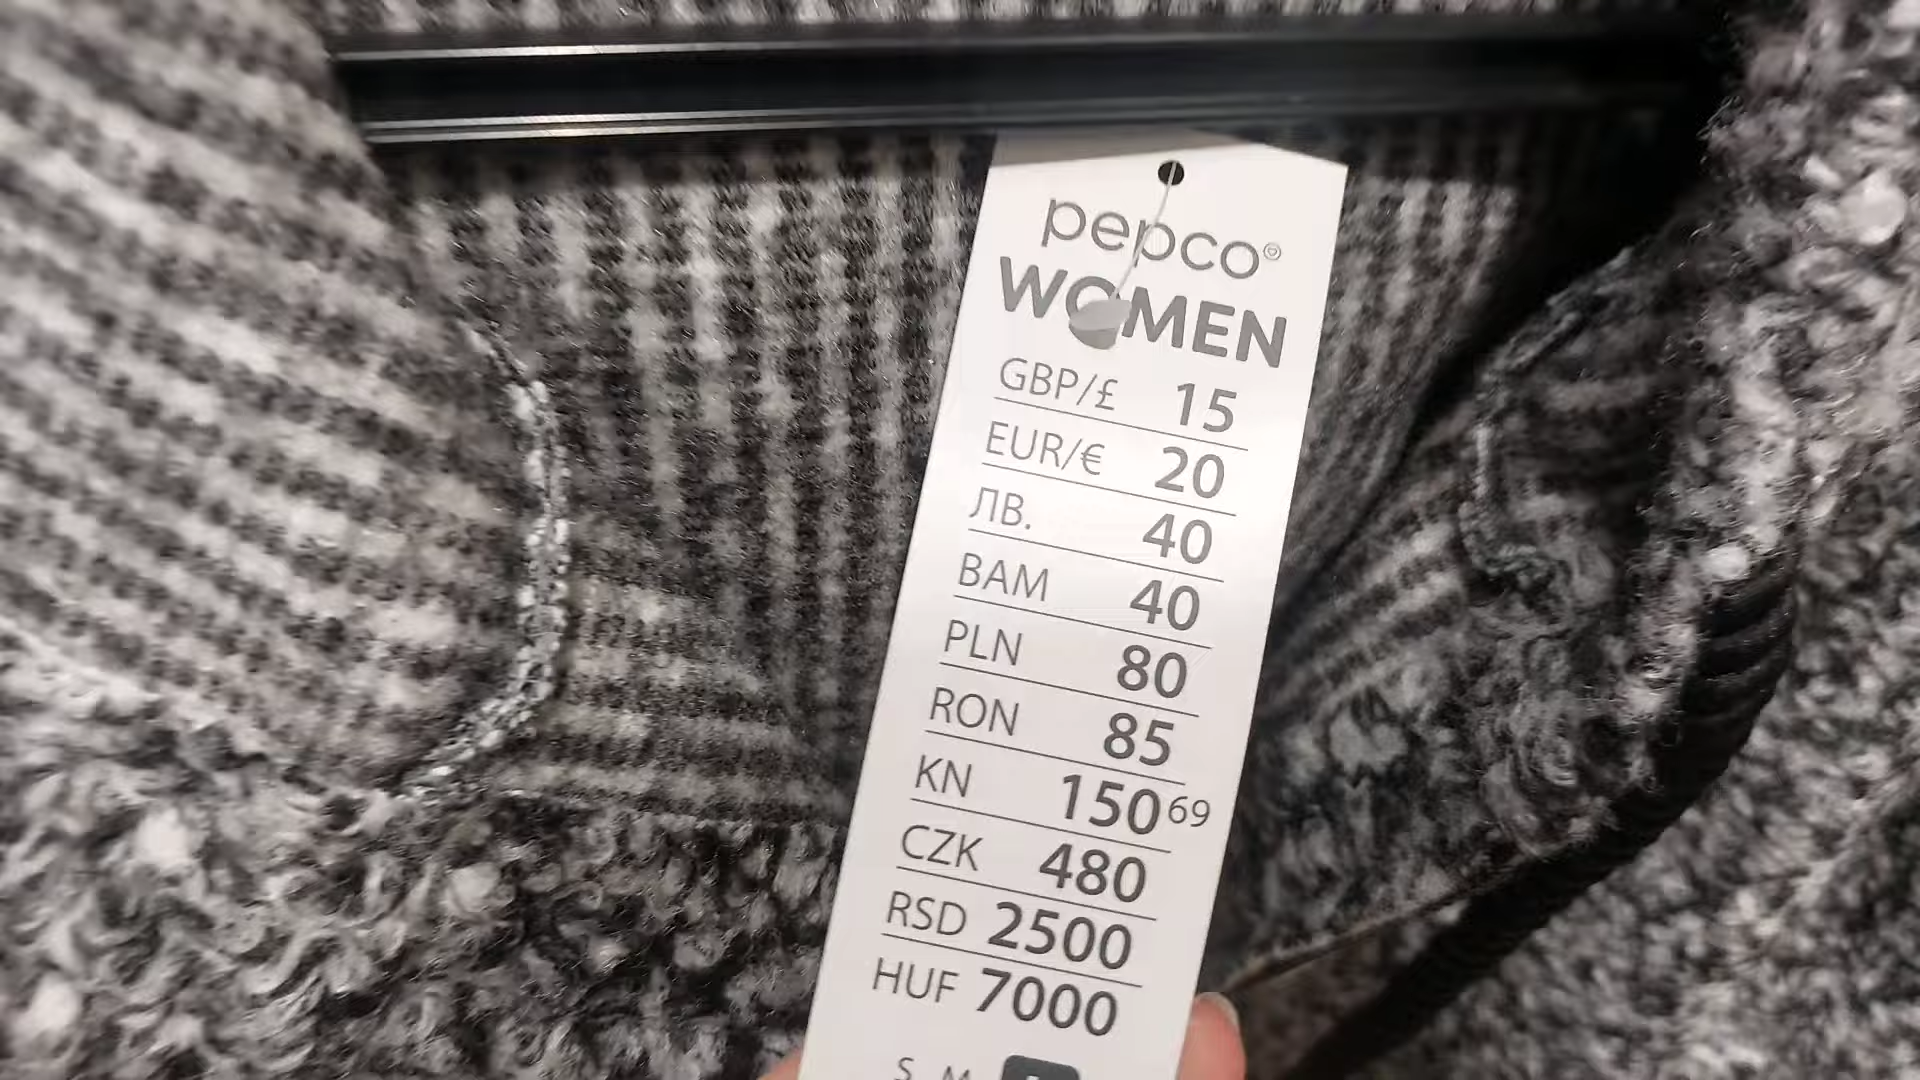 pepco®
WOMEN
GBP/£ 15
EUR/€ 20
ЛВ. 40
BAM 40
PLN 80
RON 85
KN 150 69
CZK 480
RSD 2500
HUF 7000
S M